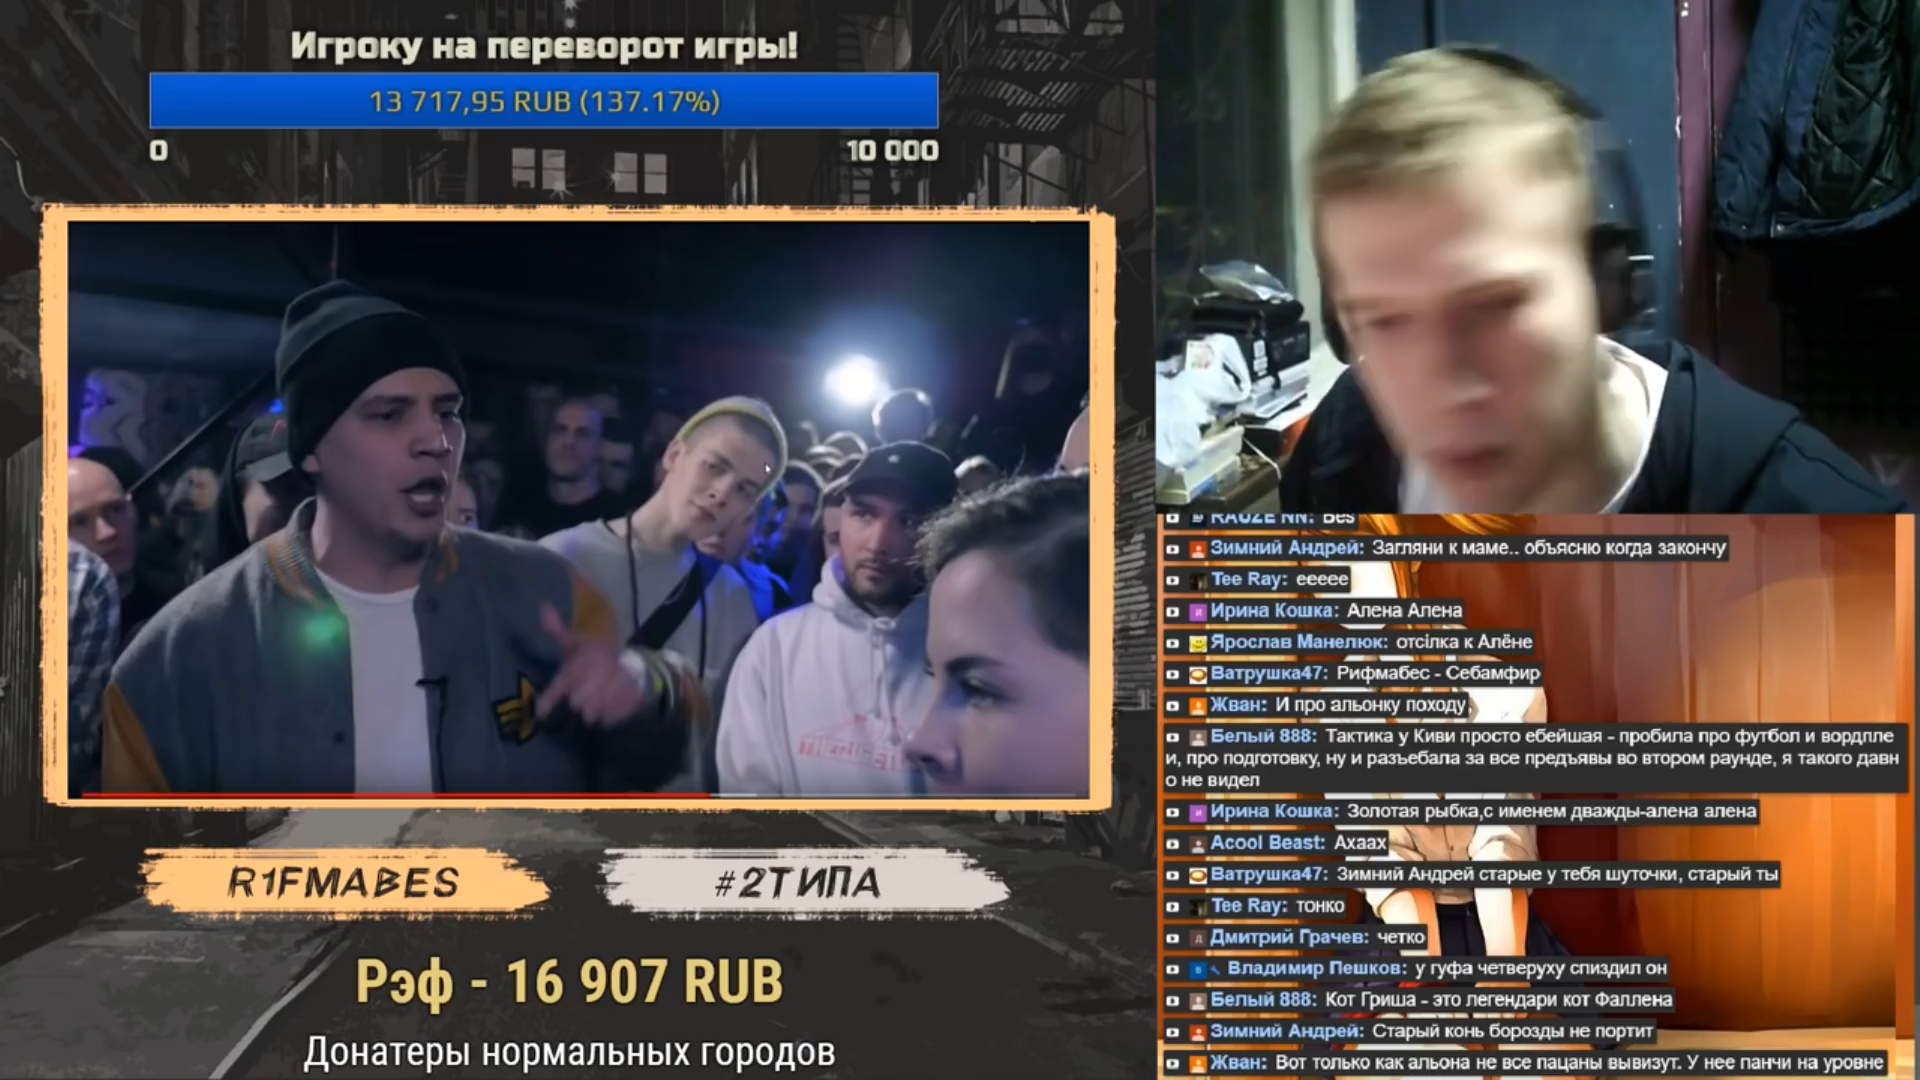 Игроку на переворот игры!
13 717,95 RUB (137.17%)
0
10 000
R1FMABES
#2ТИПА
Рэф - 16 907 RUB
Донатеры нормальных городов
RAUZE NN: Bes
Зимний Андрей: Загляни к маме.. объясню когда закончу
Tee Ray: еееее
Ирина Кошка: Алена Алена
Ярослав Манелюк: отсілка к Алёне
Ватрушка47: Рифмабес - Себамфир
Жван: И про альонку походу
Белый 888: Тактика у Киви просто ебейшая - пробила про футбол и вордпле
и, про подготовку, ну и разъебала за все предъявы во втором раунде, я такого давн
о не видел
Ирина Кошка: Золотая рыбка,с именем дважды-алена алена
Acool Beast: Ахаах
Ватрушка47: Зимний Андрей старые у тебя шуточки, старый ты
Tee Ray: тонко
Дмитрий Грачев: четко
Владимир Пешков: у гуфа четверуху спиздил он
Белый 888: Кот Гриша - это легендари кот Фаллена
Зимний Андрей: Старый конь борозды не портит
Жван: Вот только как альона не все пацаны вывизут. У нее панчи на уровне